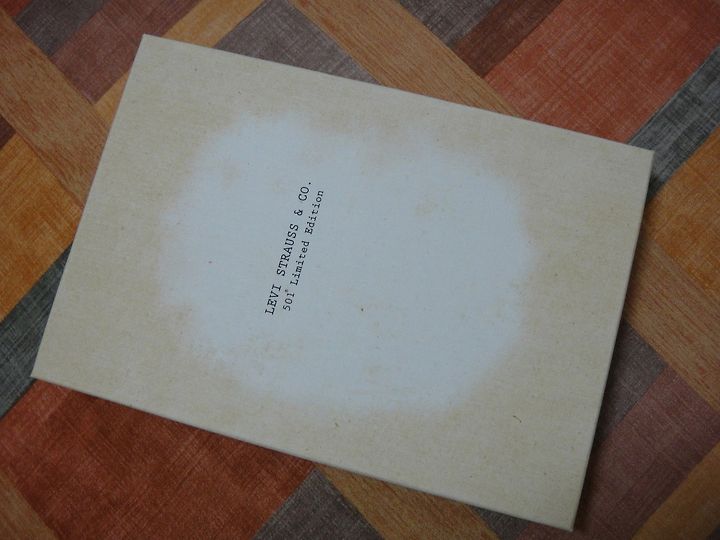 LEVI STRAUSS & CO.
501® Limited Edition